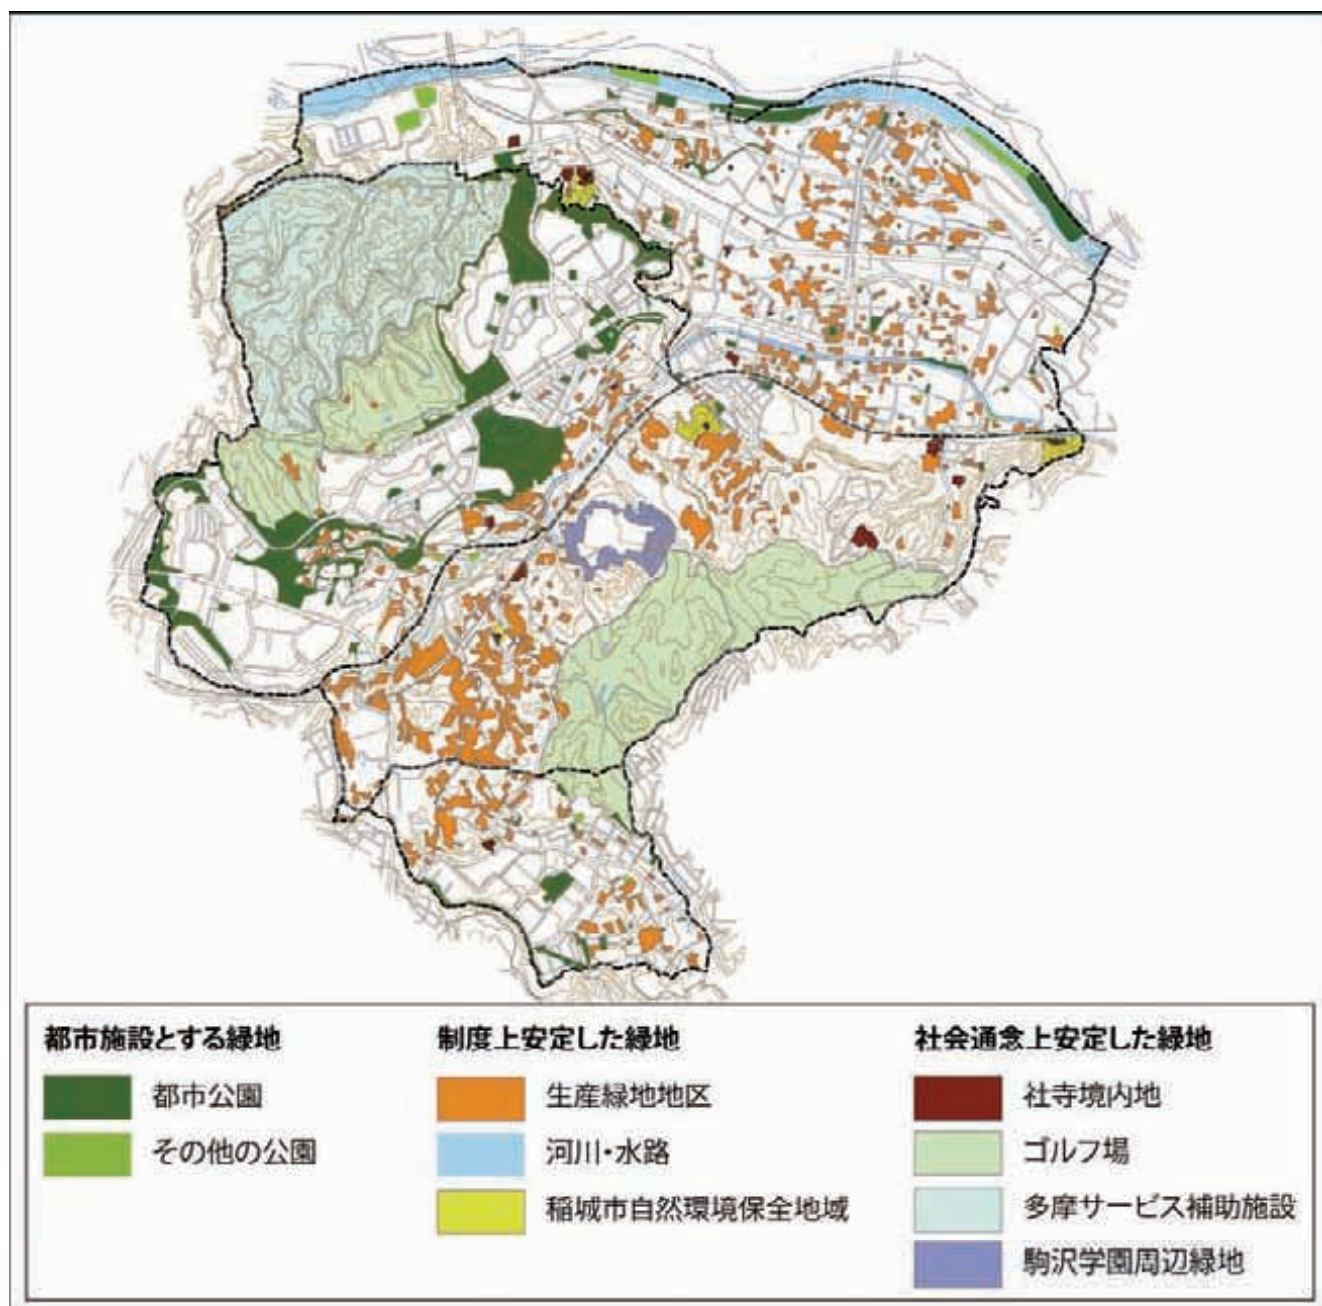 都市施設とする緑地
都市公園
その他の公園
制度上安定した緑地
生産緑地地区
河川・水路
稲城市自然環境保全地域
社会通念上安定した緑地
社寺境内地
ゴルフ場
多摩サービス補助施設
駒沢学園周辺緑地